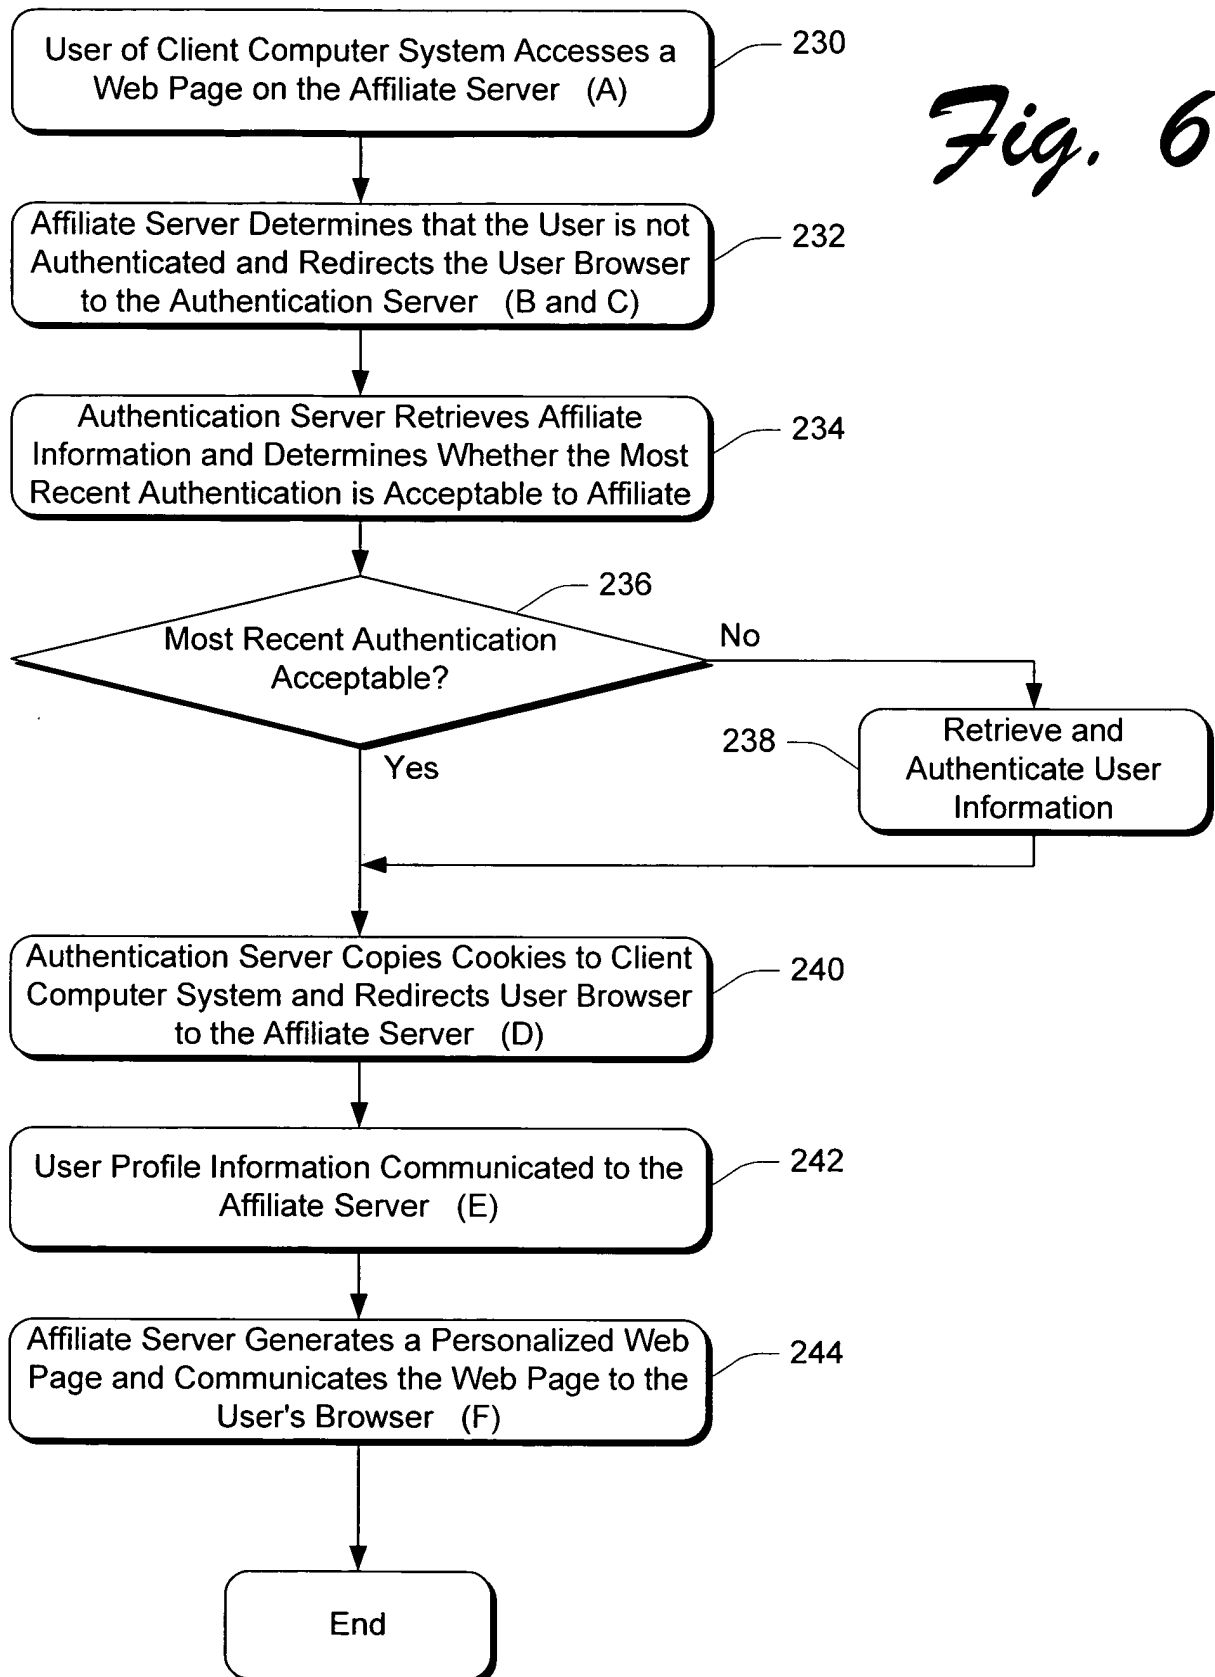 User of Client Computer System Accesses a
Web Page on the Affiliate Server (A)
230
Fig. 6
Affiliate Server Determines that the User is not
Authenticated and Redirects the User Browser
to the Authentication Server (B and C)
232
Authentication Server Retrieves Affiliate
Information and Determines Whether the Most
Recent Authentication is Acceptable to Affiliate
234
236
Most Recent Authentication
Acceptable?
No
Yes
238
Retrieve and
Authenticate User
Information
Authentication Server Copies Cookies to Client
Computer System and Redirects User Browser
to the Affiliate Server (D)
240
User Profile Information Communicated to the
Affiliate Server (E)
242
Affiliate Server Generates a Personalized Web
Page and Communicates the Web Page to the
User's Browser (F)
244
End